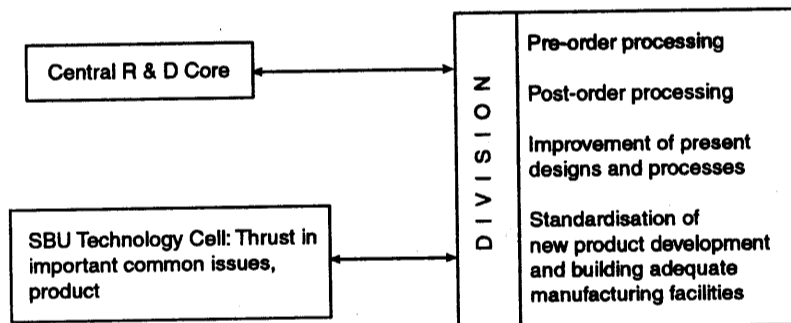 Central R & D Core
SBU Technology Cell: Thrust in
important common issues,
product
DIVISION
Pre-order processing
Post-order processing
Improvement of present
designs and processes
Standardisation of
new product development
and building adequate
manufacturing facilities